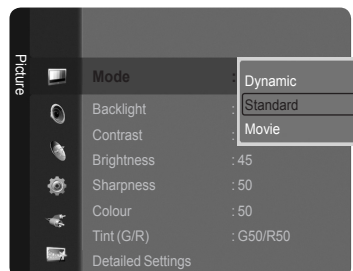 Picture
Mode : Dynamic
Backlight : Standard
Contrast : Movie
Brightness : 45
Sharpness : 50
Colour : 50
Tint (G/R) : G50/R50
Detailed Settings